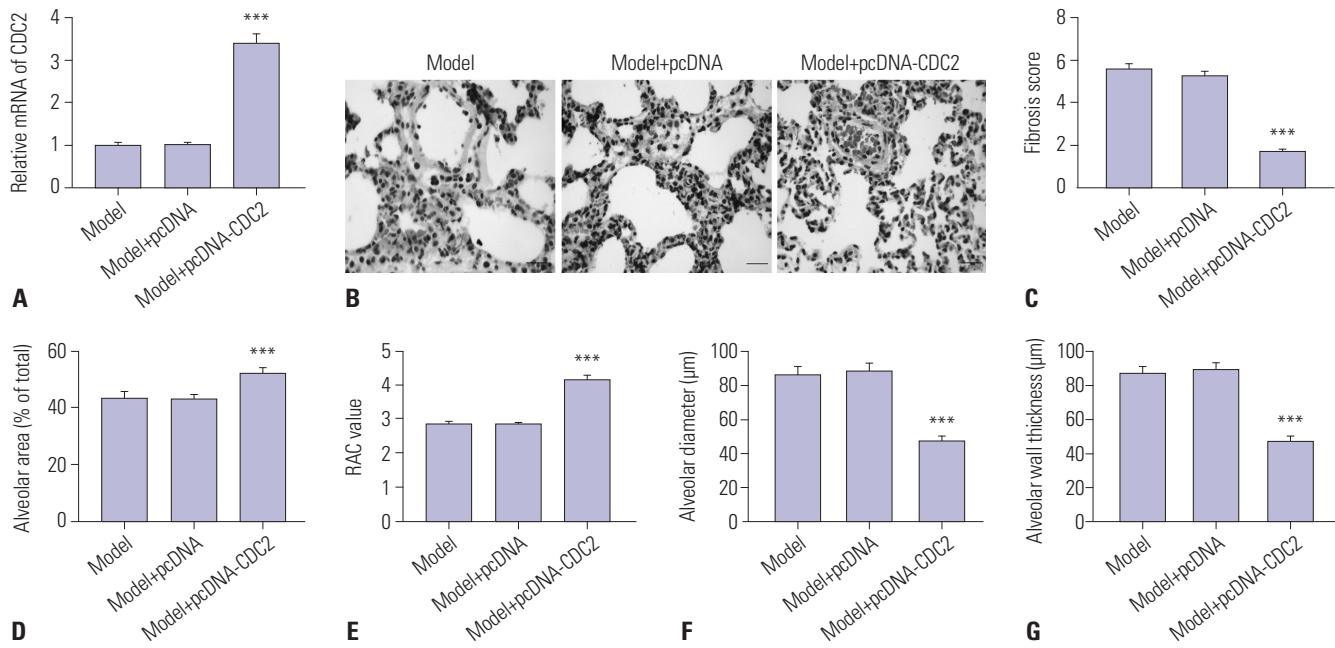 Relative mRNA of CDC2
4
3
2
1
0
***
Model
Model+pcDNA
Model+pcDNA-CDC2
A
Model
Model+pcDNA
Model+pcDNA-CDC2
B
Fibrosis score
8
6
4
2
0
***
Model
Model+pcDNA
Model+pcDNA-CDC2
C
Alveolar area (% of total)
60
40
20
0
***
Model
Model+pcDNA
Model+pcDNA-CDC2
D
RAC value
5
4
3
2
1
0
***
Model
Model+pcDNA
Model+pcDNA-CDC2
E
Alveolar diameter (μm)
100
80
60
40
20
0
***
Model
Model+pcDNA
Model+pcDNA-CDC2
F
Alveolar wall thickness (μm)
100
80
60
40
20
0
***
Model
Model+pcDNA
Model+pcDNA-CDC2
G